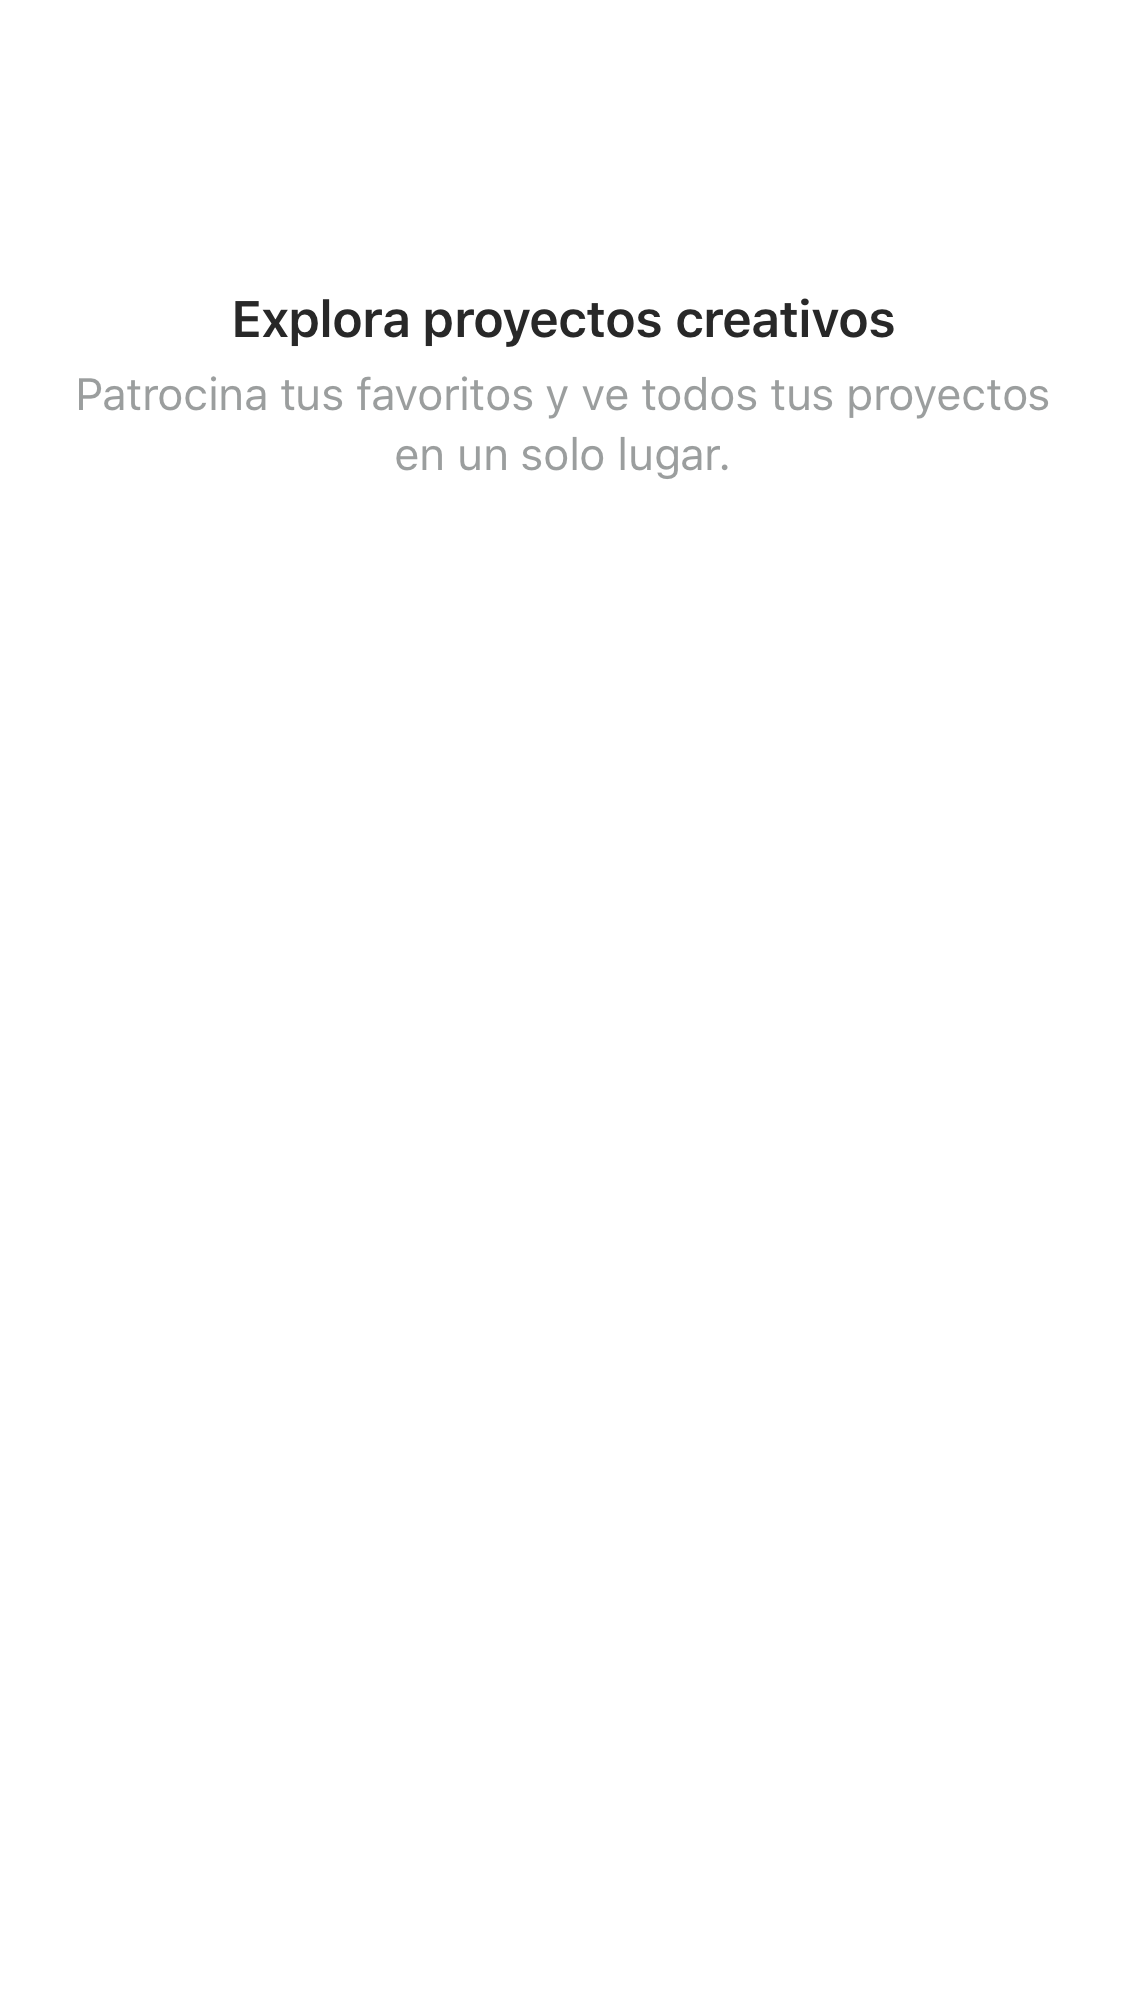 Explora proyectos creativos
Patrocina tus favoritos y ve todos tus proyectos
en un solo lugar.